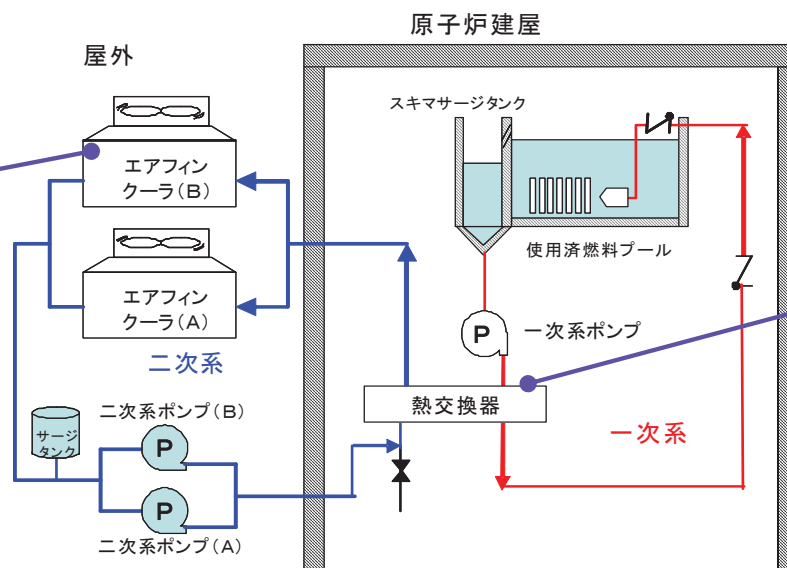 原子炉建屋
屋外
スキマサージタンク
エアフィン
クーラ(B)
使用済燃料プール
エアフィン
クーラ(A)
P
一次系ポンプ
二次系
熱交換器
二次系ポンプ(B)
サージ
タンク
P
一次系
P
二次系ポンプ(A)